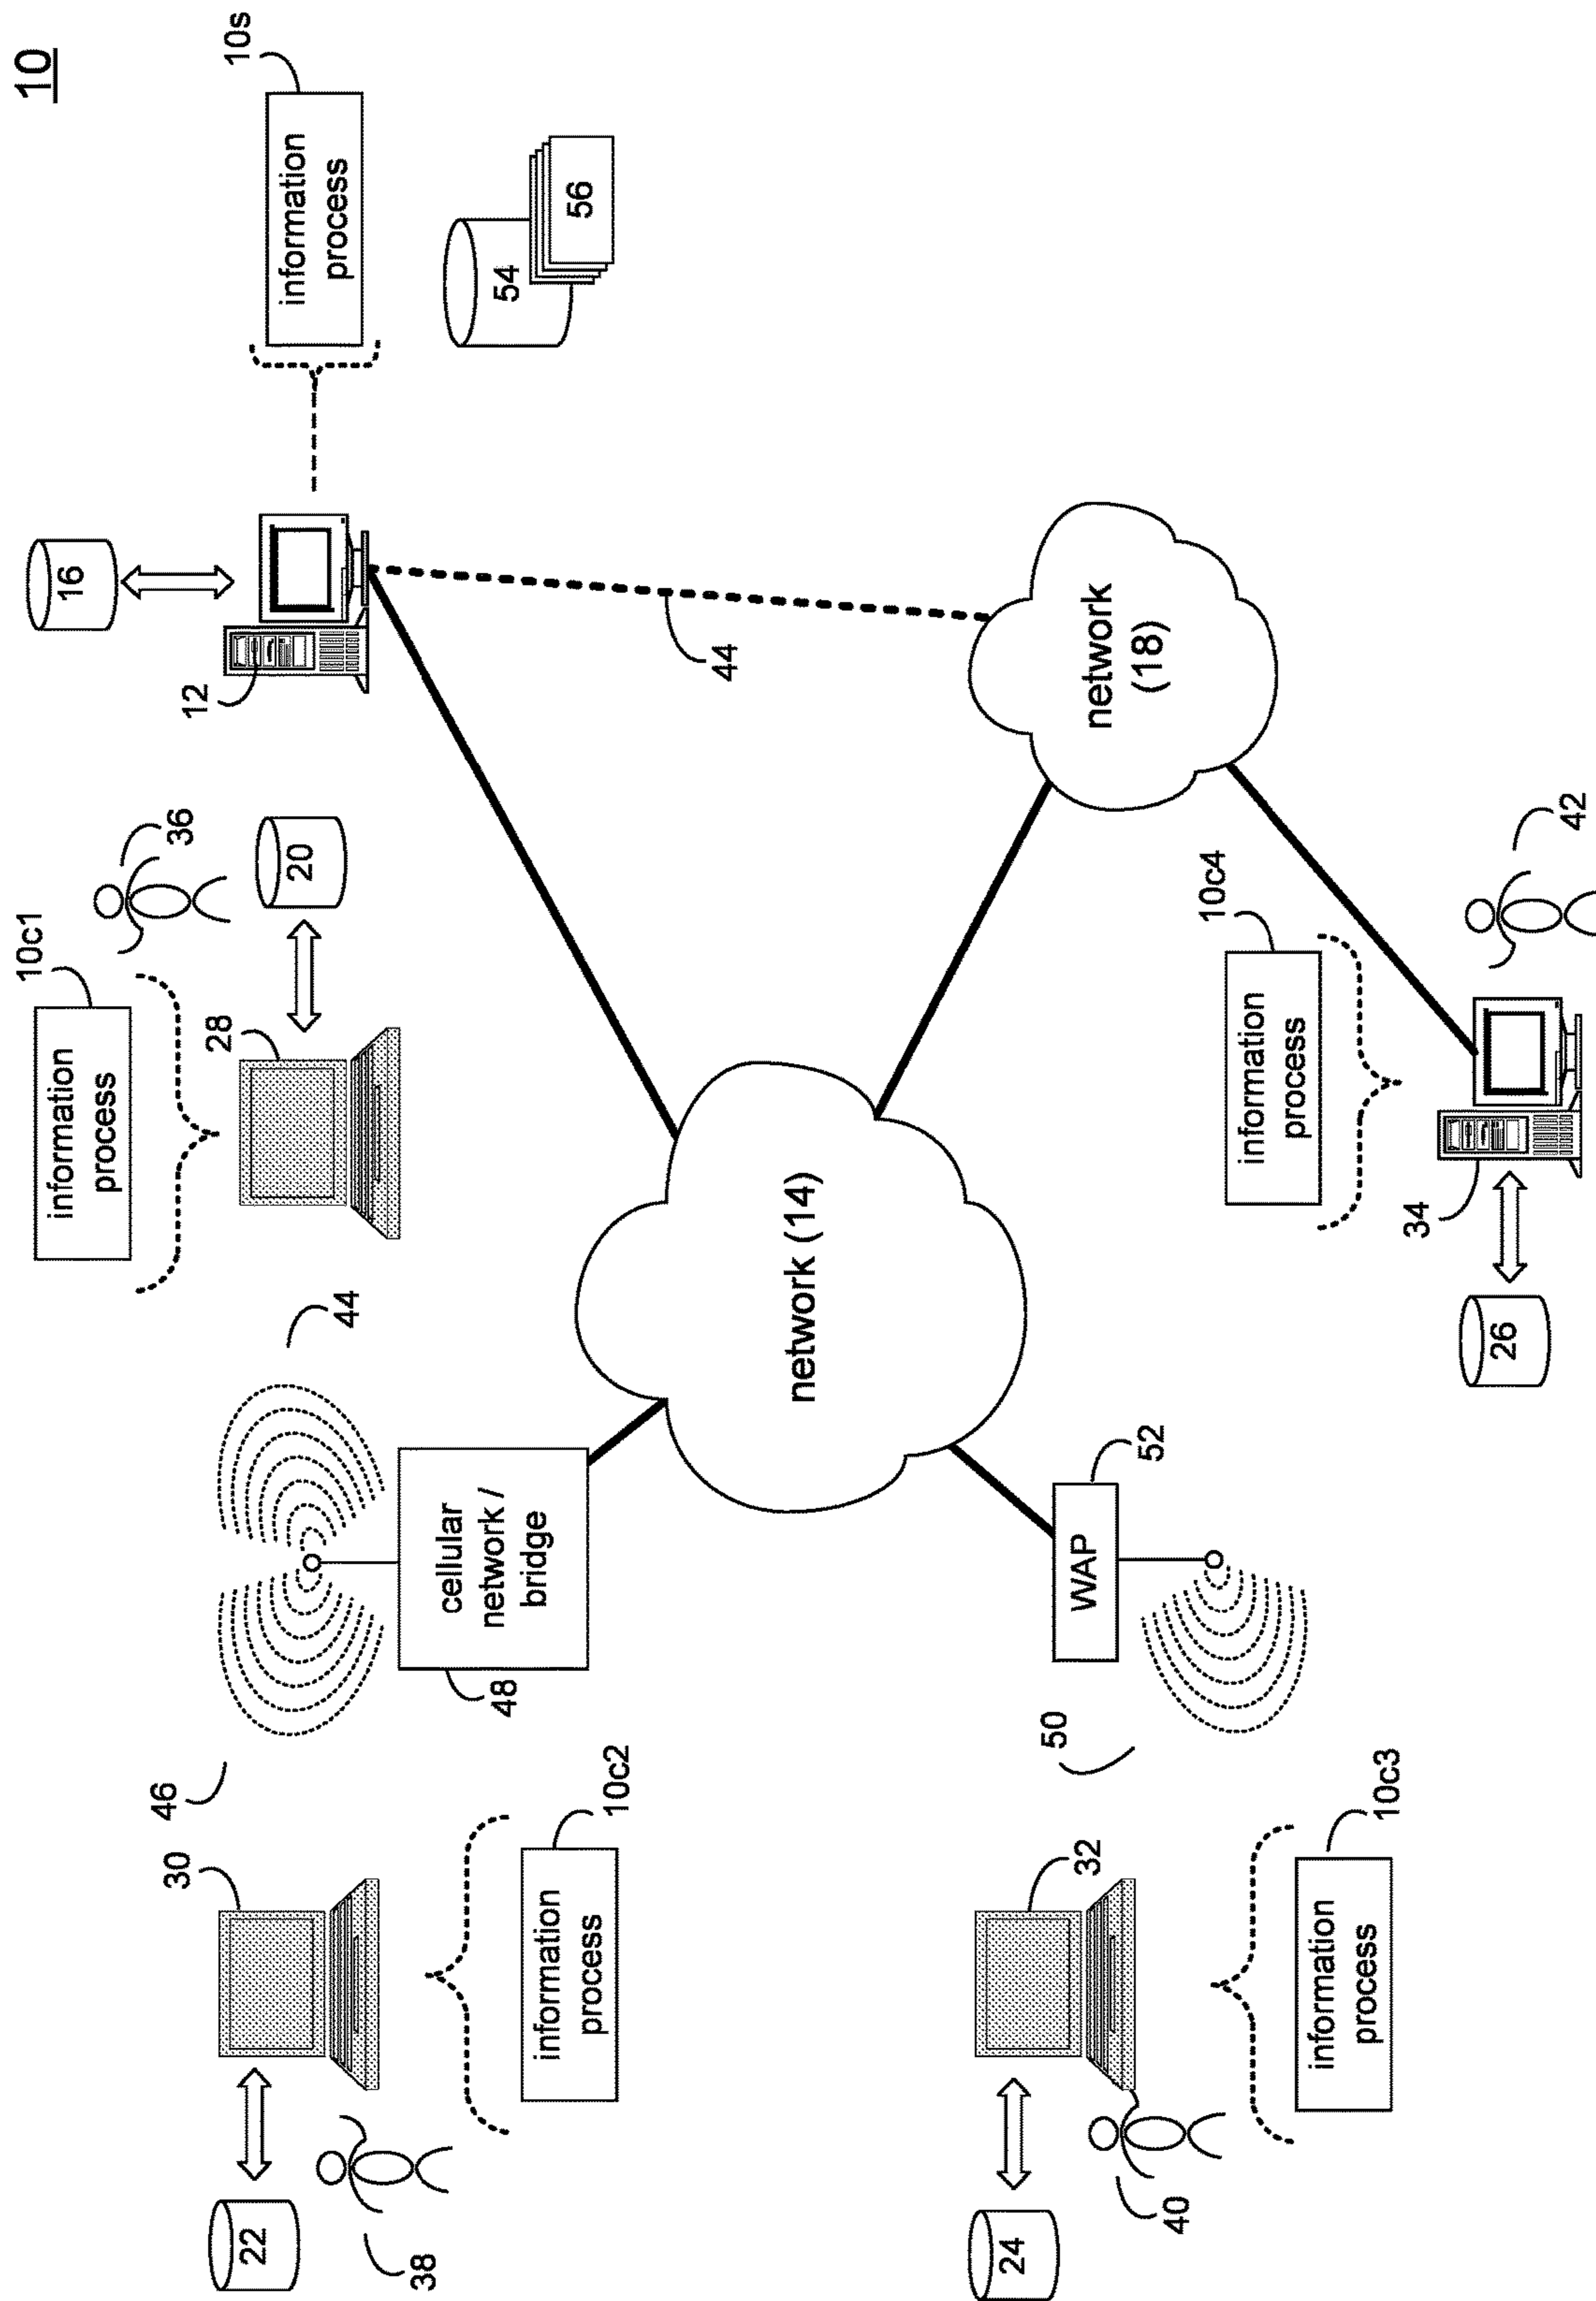 10
10s
information
process
16
12
54
56
10c1
information
process
36
20
28
44
44
46
30
22
38
cellular
network /
bridge
48
10c2
information
process
network (14)
network
(18)
10c4
information
process
42
34
26
WAP
52
50
32
24
40
10c3
information
process